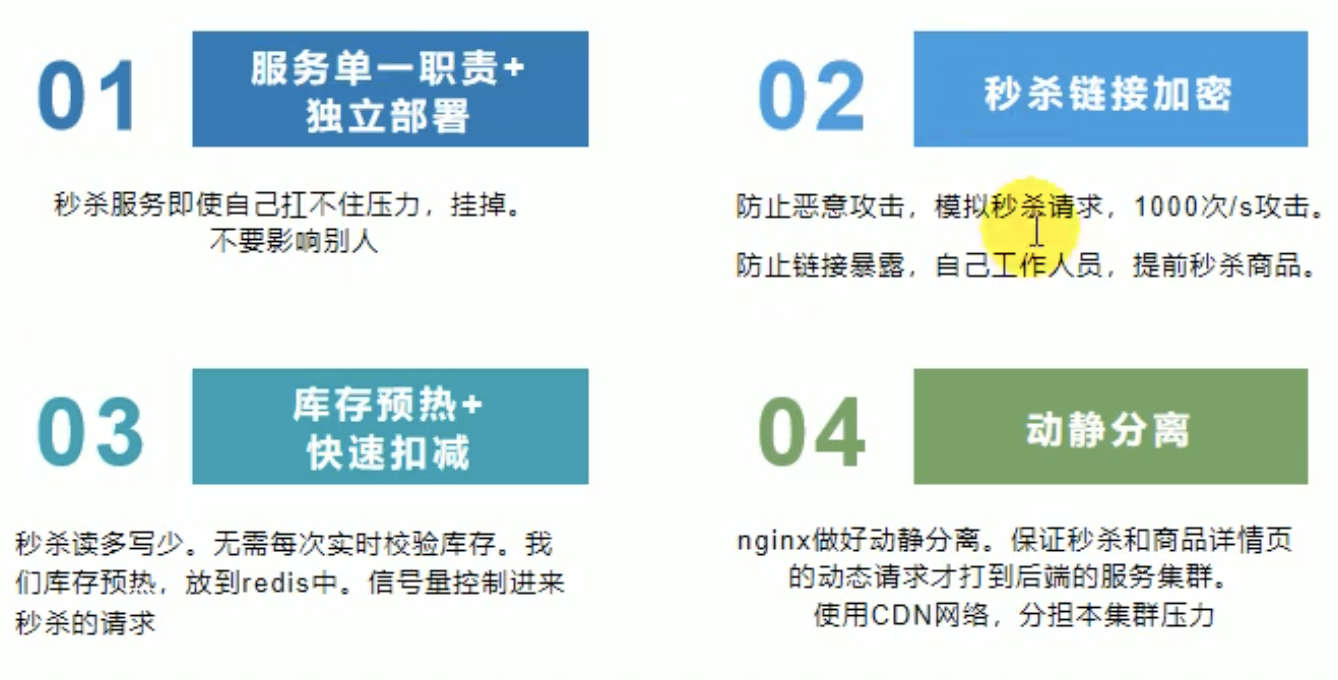 01
服务单一职责+
独立部署
秒杀服务即使自己扛不住压力，挂掉。
不要影响别人
02
秒杀链接加密
防止恶意攻击，模拟秒杀请求，1000次/s攻击。
防止链接暴露，自己工作人员，提前秒杀商品。
03
库存预热+
快速扣减
秒杀读多写少。无需每次实时校验库存。我
们库存预热，放到redis中。信号量控制进来
秒杀的请求
04
动静分离
nginx做好动静分离。保证秒杀和商品详情页
的动态请求才打到后端的服务集群。
使用CDN网络，分担本集群压力